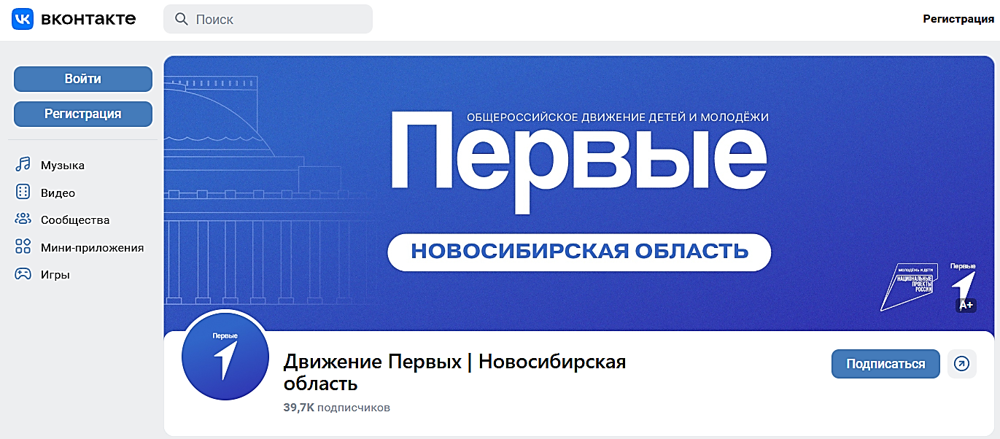 вконтакте
Поиск
Регистрация
Войти
Регистрация
Музыка
Видео
Сообщества
Мини-приложения
Игры
ОБЩЕРОССИЙСКОЕ ДВИЖЕНИЕ ДЕТЕЙ И МОЛОДЁЖИ
Первые
НОВОСИБИРСКАЯ ОБЛАСТЬ
МОЛОДЁЖЬ И ДЕТИ
НАЦИОНАЛЬНЫЕ
ПРОЕКТЫ
РОССИИ
Первые
A+
Первые
Движение Первых | Новосибирская
область
39,7K подписчиков
Подписаться